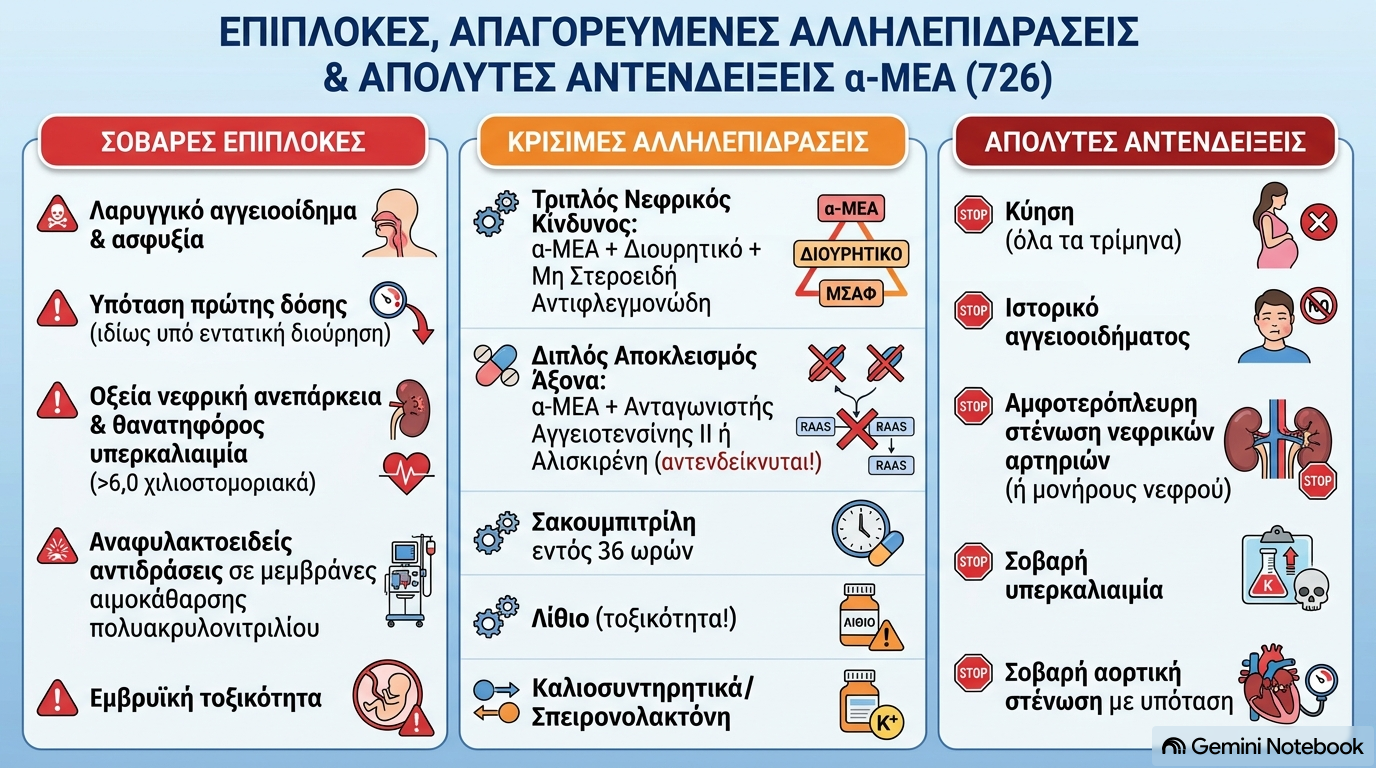 ΕΠΙΠΛΟΚΕΣ, ΑΠΑΓΟΡΕΥΜΕΝΕΣ ΑΛΛΗΛΕΠΙΔΡΑΣΕΙΣ
& ΑΠΟΛΥΤΕΣ ΑΝΤΕΝΔΕΙΞΕΙΣ α-ΜΕΑ (726)
ΣΟΒΑΡΕΣ ΕΠΙΠΛΟΚΕΣ
Λαρυγγικό αγγειοοίδημα
& ασφυξία
Υπόταση πρώτης δόσης
(ιδίως υπό εντατική διούρηση)
Οξεία νεφρική ανεπάρκεια
& θανατηφόρος
υπερκαλιαιμία
(>6,0 χιλιοστομοριακά)
Αναφυλακτοειδείς
αντιδράσεις σε μεμβράνες
αιμοκάθαρσης
πολυακρυλονιτριλίου
Εμβρυϊκή τοξικότητα
ΚΡΙΣΙΜΕΣ ΑΛΛΗΛΕΠΙΔΡΑΣΕΙΣ
Τριπλός Νεφρικός
Κίνδυνος:
α-ΜΕΑ + Διουρητικό +
Μη Στεροειδή
Αντιφλεγμονώδη
α-ΜΕΑ
ΔΙΟΥΡΗΤΙΚΟ
ΜΣΑΦ
Διπλός Αποκλεισμός
Άξονα:
α-ΜΕΑ + Ανταγωνιστής
Αγγειοτενσίνης ΙΙ ή
Αλισκιρένη (αντενδείκνυται!)
RAAS
RAAS
RAAS
Σακουμπιτρίλη
εντός 36 ωρών
Λίθιο (τοξικότητα!)
ΛΙΘΙΟ
Καλιοσυντηρητικά/
Σπειρονολακτόνη
K+
ΑΠΟΛΥΤΕΣ ΑΝΤΕΝΔΕΙΞΕΙΣ
STOP
Κύηση
(όλα τα τρίμηνα)
STOP
Ιστορικό
αγγειοοιδήματος
STOP
Αμφοτερόπλευρη
στένωση νεφρικών
αρτηριών
(ή μονήρους νεφρού)
STOP
STOP
Σοβαρή
υπερκαλιαιμία
K
STOP
Σοβαρή αορτική
στένωση με υπόταση
Gemini Notebook